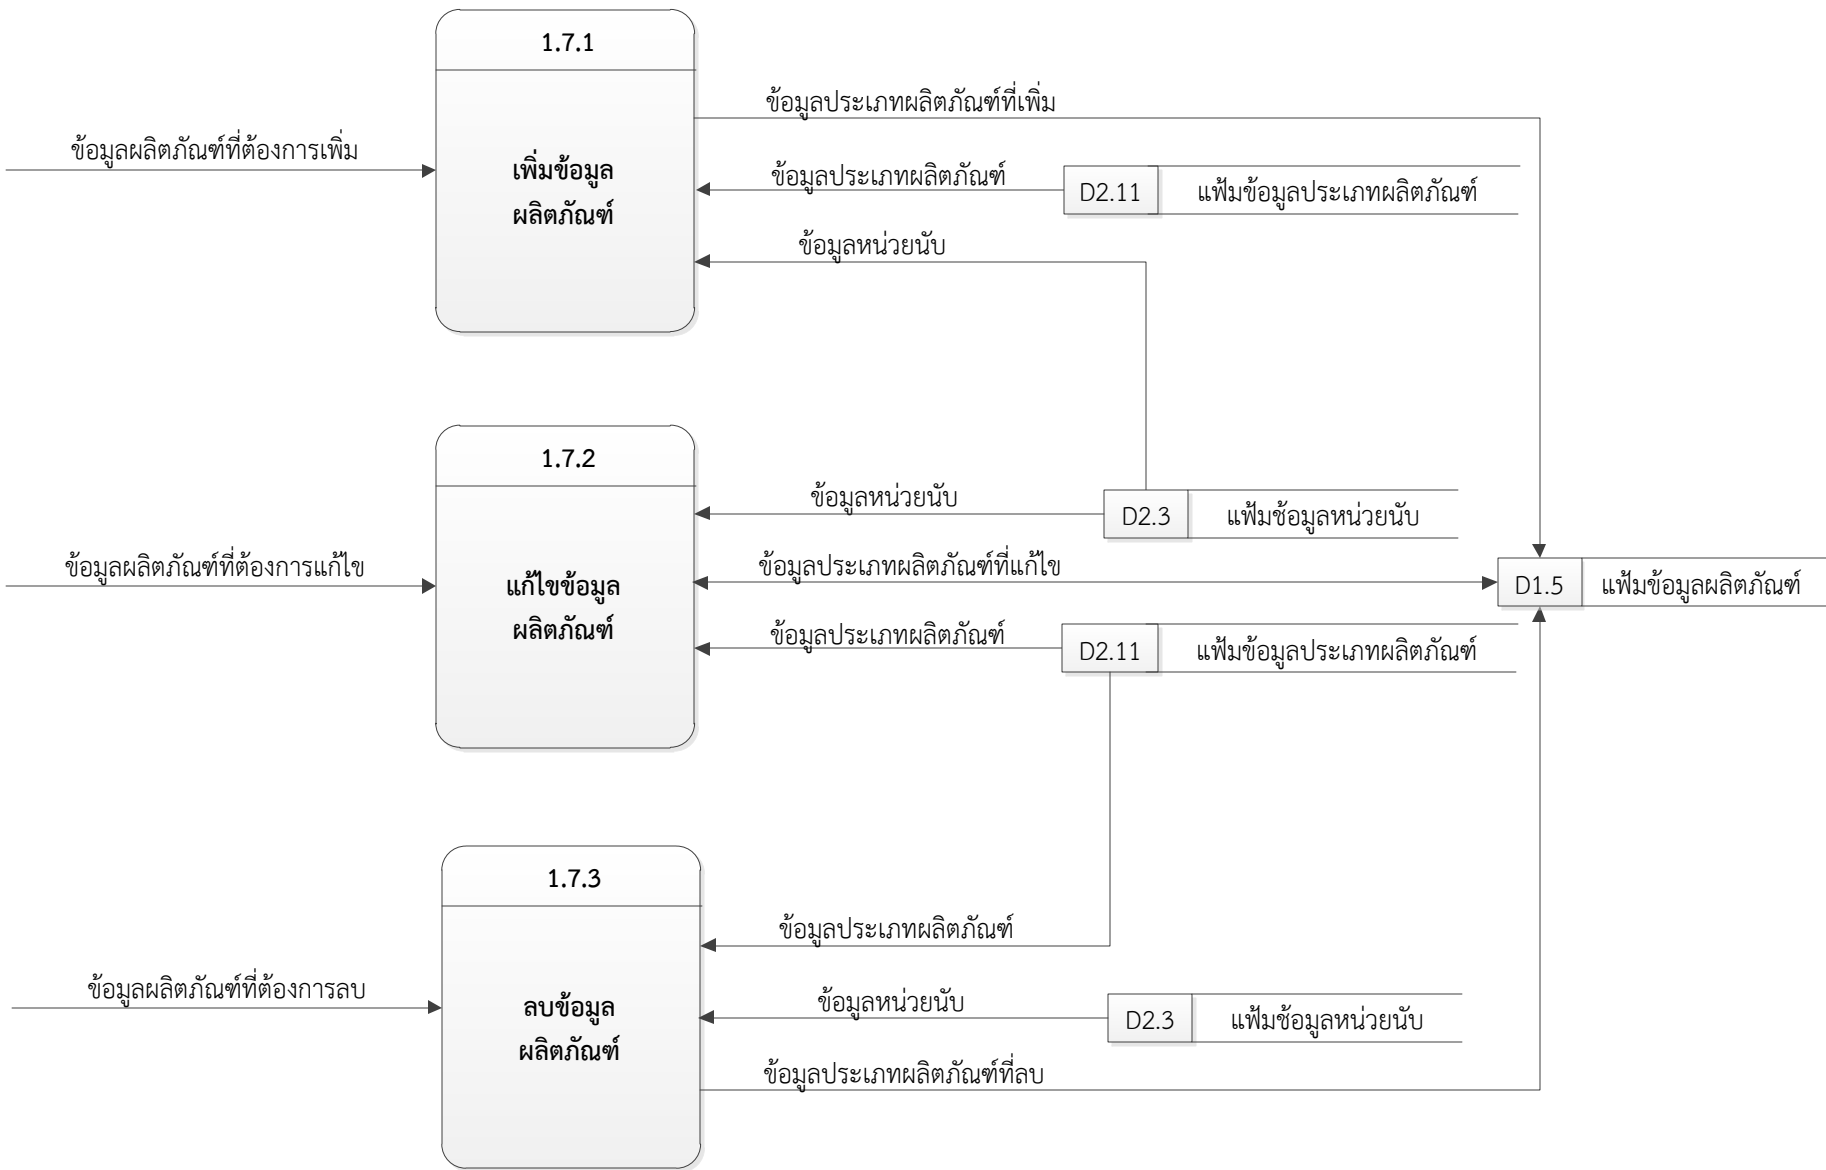 1.7.1
ข้อมูลประเภทผลิตภัณฑ์ที่เพิ่ม
ข้อมูลผลิตภัณฑ์ที่ต้องการเพิ่ม
เพิ่มข้อมูล
ผลิตภัณฑ์
ข้อมูลประเภทผลิตภัณฑ์
D2.11
แฟ้มข้อมูลประเภทผลิตภัณฑ์
ข้อมูลหน่วยนับ
1.7.2
ข้อมูลหน่วยนับ
D2.3
แฟ้มช้อมูลหน่วยนับ
ข้อมูลผลิตภัณฑ์ที่ต้องการแก้ไข
แก้ไขข้อมูล
ผลิตภัณฑ์
ข้อมูลประเภทผลิตภัณฑ์ที่แก้ไข
D1.5
แฟ้มข้อมูลผลิตภัณฑ์
ข้อมูลประเภทผลิตภัณฑ์
D2.11
แฟ้มข้อมูลประเภทผลิตภัณฑ์
1.7.3
ข้อมูลประเภทผลิตภัณฑ์
ข้อมูลผลิตภัณฑ์ที่ต้องการลบ
ลบข้อมูล
ผลิตภัณฑ์
ข้อมูลหน่วยนับ
D2.3
แฟ้มช้อมูลหน่วยนับ
ข้อมูลประเภทผลิตภัณฑ์ที่ลบ